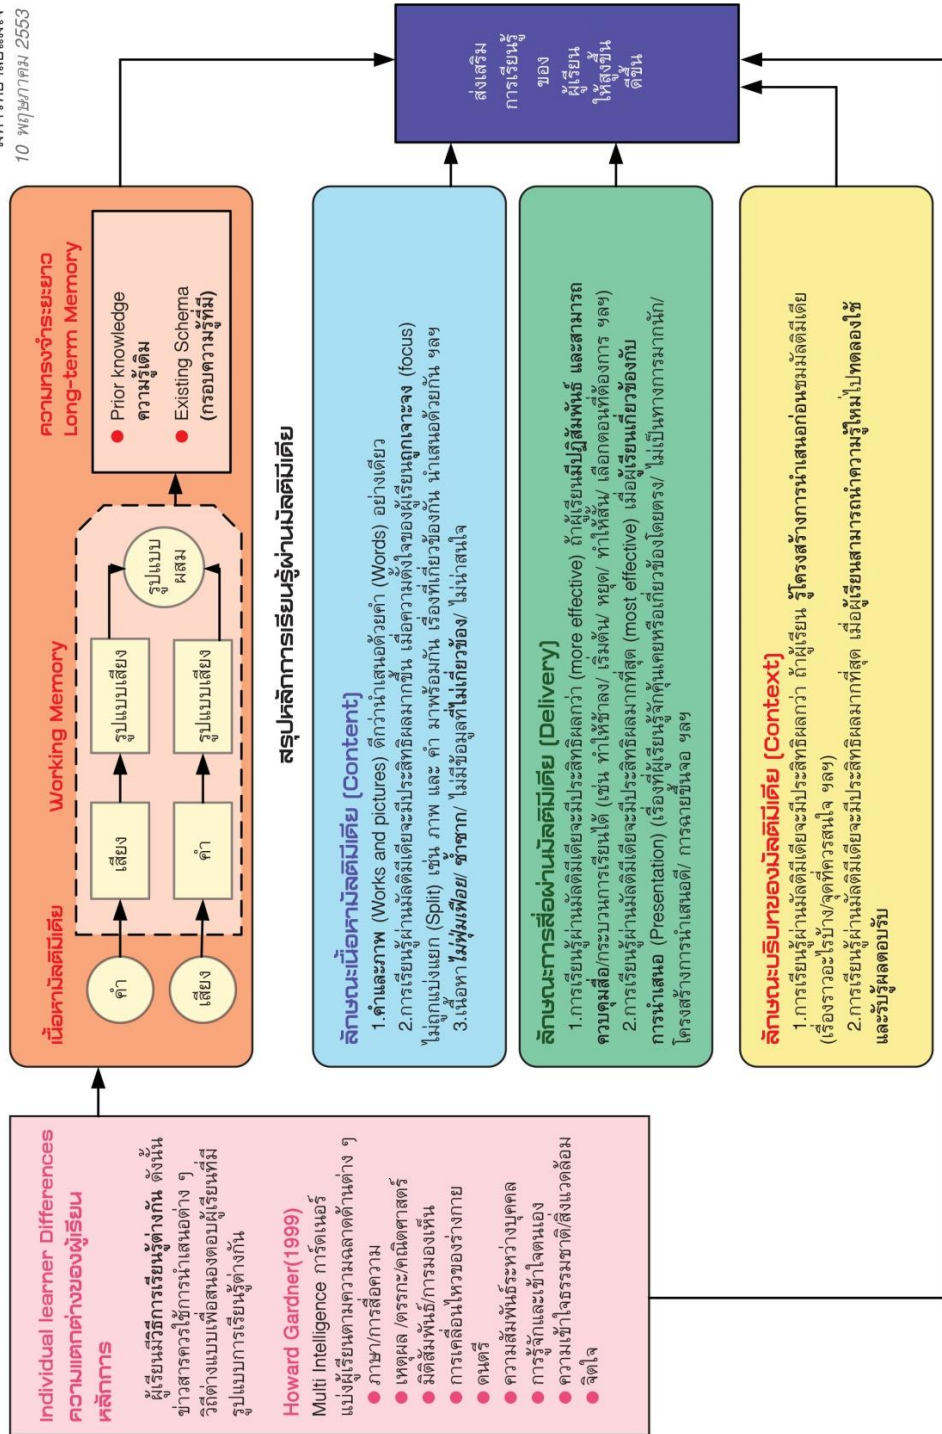 10 พฤษภาคม 2553
Individual learner Differences
ความแตกต่างของผู้เรียน
หลักการ
ผู้เรียนมีวิธีการเรียนรู้ต่างกัน ดังนั้น
ข่าวสารควรใช้การนำเสนอต่าง ๆ
วิถีต่างแบบเพื่อสนองตอบผู้เรียนที่มี
รูปแบบการเรียนรู้ต่างกัน
Howard Gardner(1999)
Multi Intelligence การ์ดเนอร์
แบ่งผู้เรียนตามความฉลาดด้านต่าง ๆ
● ภาษา/การสื่อความ
● เหตุผล /ตรรกะ/คณิตศาสตร์
● มิติสัมพันธ์/การมองเห็น
● การเคลื่อนไหวของร่างกาย
● ดนตรี
● ความสัมพันธ์ระหว่างบุคคล
● การรู้จักและเข้าใจตนเอง
● ความเข้าใจธรรมชาติ/สิ่งแวดล้อม
● จิตใจ
เนื้อหามัลติมีเดีย
Working Memory
ความทรงจำระยะยาว
Long-term Memory
คำ
เสียง
รูปแบบเสียง
เสียง
คำ
รูปแบบเสียง
รูปแบบ
ผสม
● Prior knowledge
ความรู้เดิม
● Existing Schema
(กรอบความรู้ที่มี)
สรุปหลักการเรียนรู้ผ่านมัลติมีเดีย
ลักษณะเนื้อหามัลติมีเดีย (Content)
1.คำและภาพ (Works and pictures) ดีกว่านำเสนอด้วยคำ (Words) อย่างเดียว
2.การเรียนรู้ผ่านมัลติมีเดียจะมีประสิทธิผลมากขึ้น เมื่อความตั้งใจของผู้เรียนถูกเจาะจง (focus)
ไม่ถูกแบ่งแยก (Split) เช่น ภาพ และ คำ มาพร้อมกัน เรื่องที่เกี่ยวข้องกัน นำเสนอด้วยกัน ฯลฯ
3.เนื้อหา ไม่ฟุ่มเฟือย/ ซ้ำซาก/ ไม่มีข้อมูลที่ไม่เกี่ยวข้อง/ ไม่น่าสนใจ
ลักษณะการสื่อผ่านมัลติมีเดีย (Delivery)
1.การเรียนรู้ผ่านมัลติมีเดียจะมีประสิทธิผลกว่า (more effective) ถ้าผู้เรียนมีปฏิสัมพันธ์ และสามารถ
ควบคุมสื่อ/กระบวนการเรียนได้ (เช่น ทำให้ช้าลง/ เริ่มต้น/ หยุด/ ทำให้สั้น/ เลือกตอนที่ต้องการ ฯลฯ)
2.การเรียนรู้ผ่านมัลติมีเดียจะมีประสิทธิผลมากที่สุด (most effective) เมื่อผู้เรียนเกี่ยวข้องกับ
การนำเสนอ (Presentation) (เรื่องที่ผู้เรียนรู้จักคุ้นเคยหรือเกี่ยวข้องโดยตรง/ ไม่เป็นทางการมากนัก/
โครงสร้างการนำเสนอดี/ การฉายขึ้นจอ ฯลฯ
ลักษณะบริบทของมัลติมีเดีย (Context)
1.การเรียนรู้ผ่านมัลติมีเดียจะมีประสิทธิผลกว่า ถ้าผู้เรียน รู้โครงสร้างการนำเสนอก่อนชมมัลติมีเดีย
(เรื่องราวอะไรบ้าง/จุดที่ควรสนใจ ฯลฯ)
2.การเรียนรู้ผ่านมัลติมีเดียจะมีประสิทธิผลมากที่สุด เมื่อผู้เรียนสามารถนำความรู้ใหม่ไปทดลองใช้
และรับรู้ผลตอบรับ
ส่งเสริม
การเรียนรู้
ของ
ผู้เรียน
ให้สูงขึ้น
ดีขึ้น